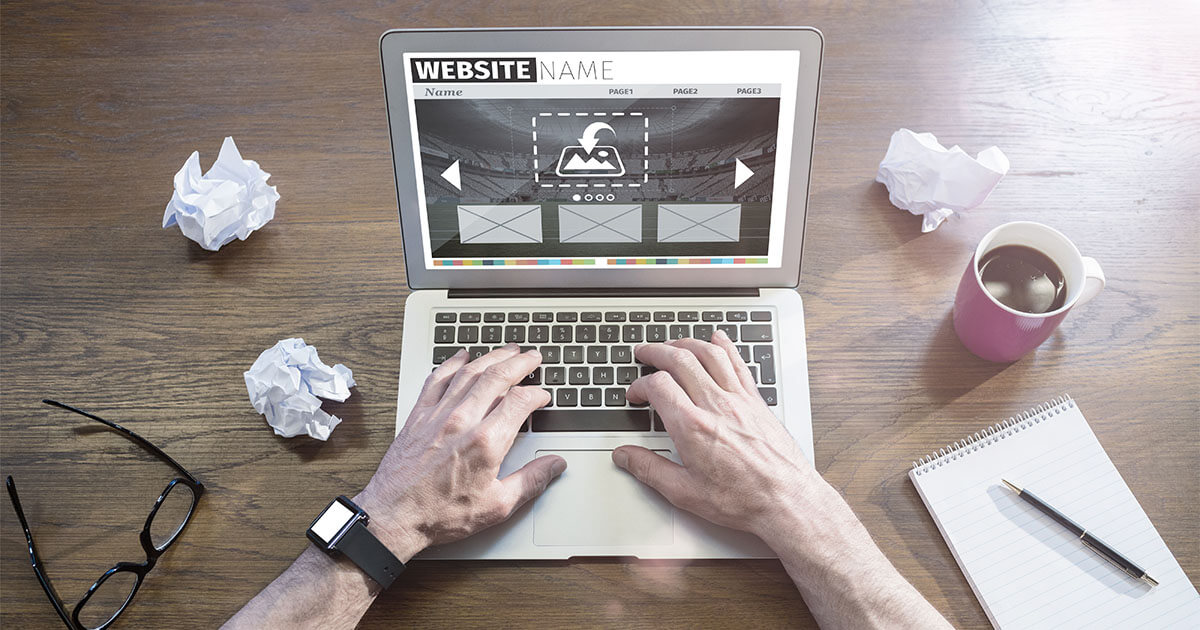 WEBSITE NAME
Name PAGE1 PAGE2 PAGE3
R T Y U
D F G H J
V B N